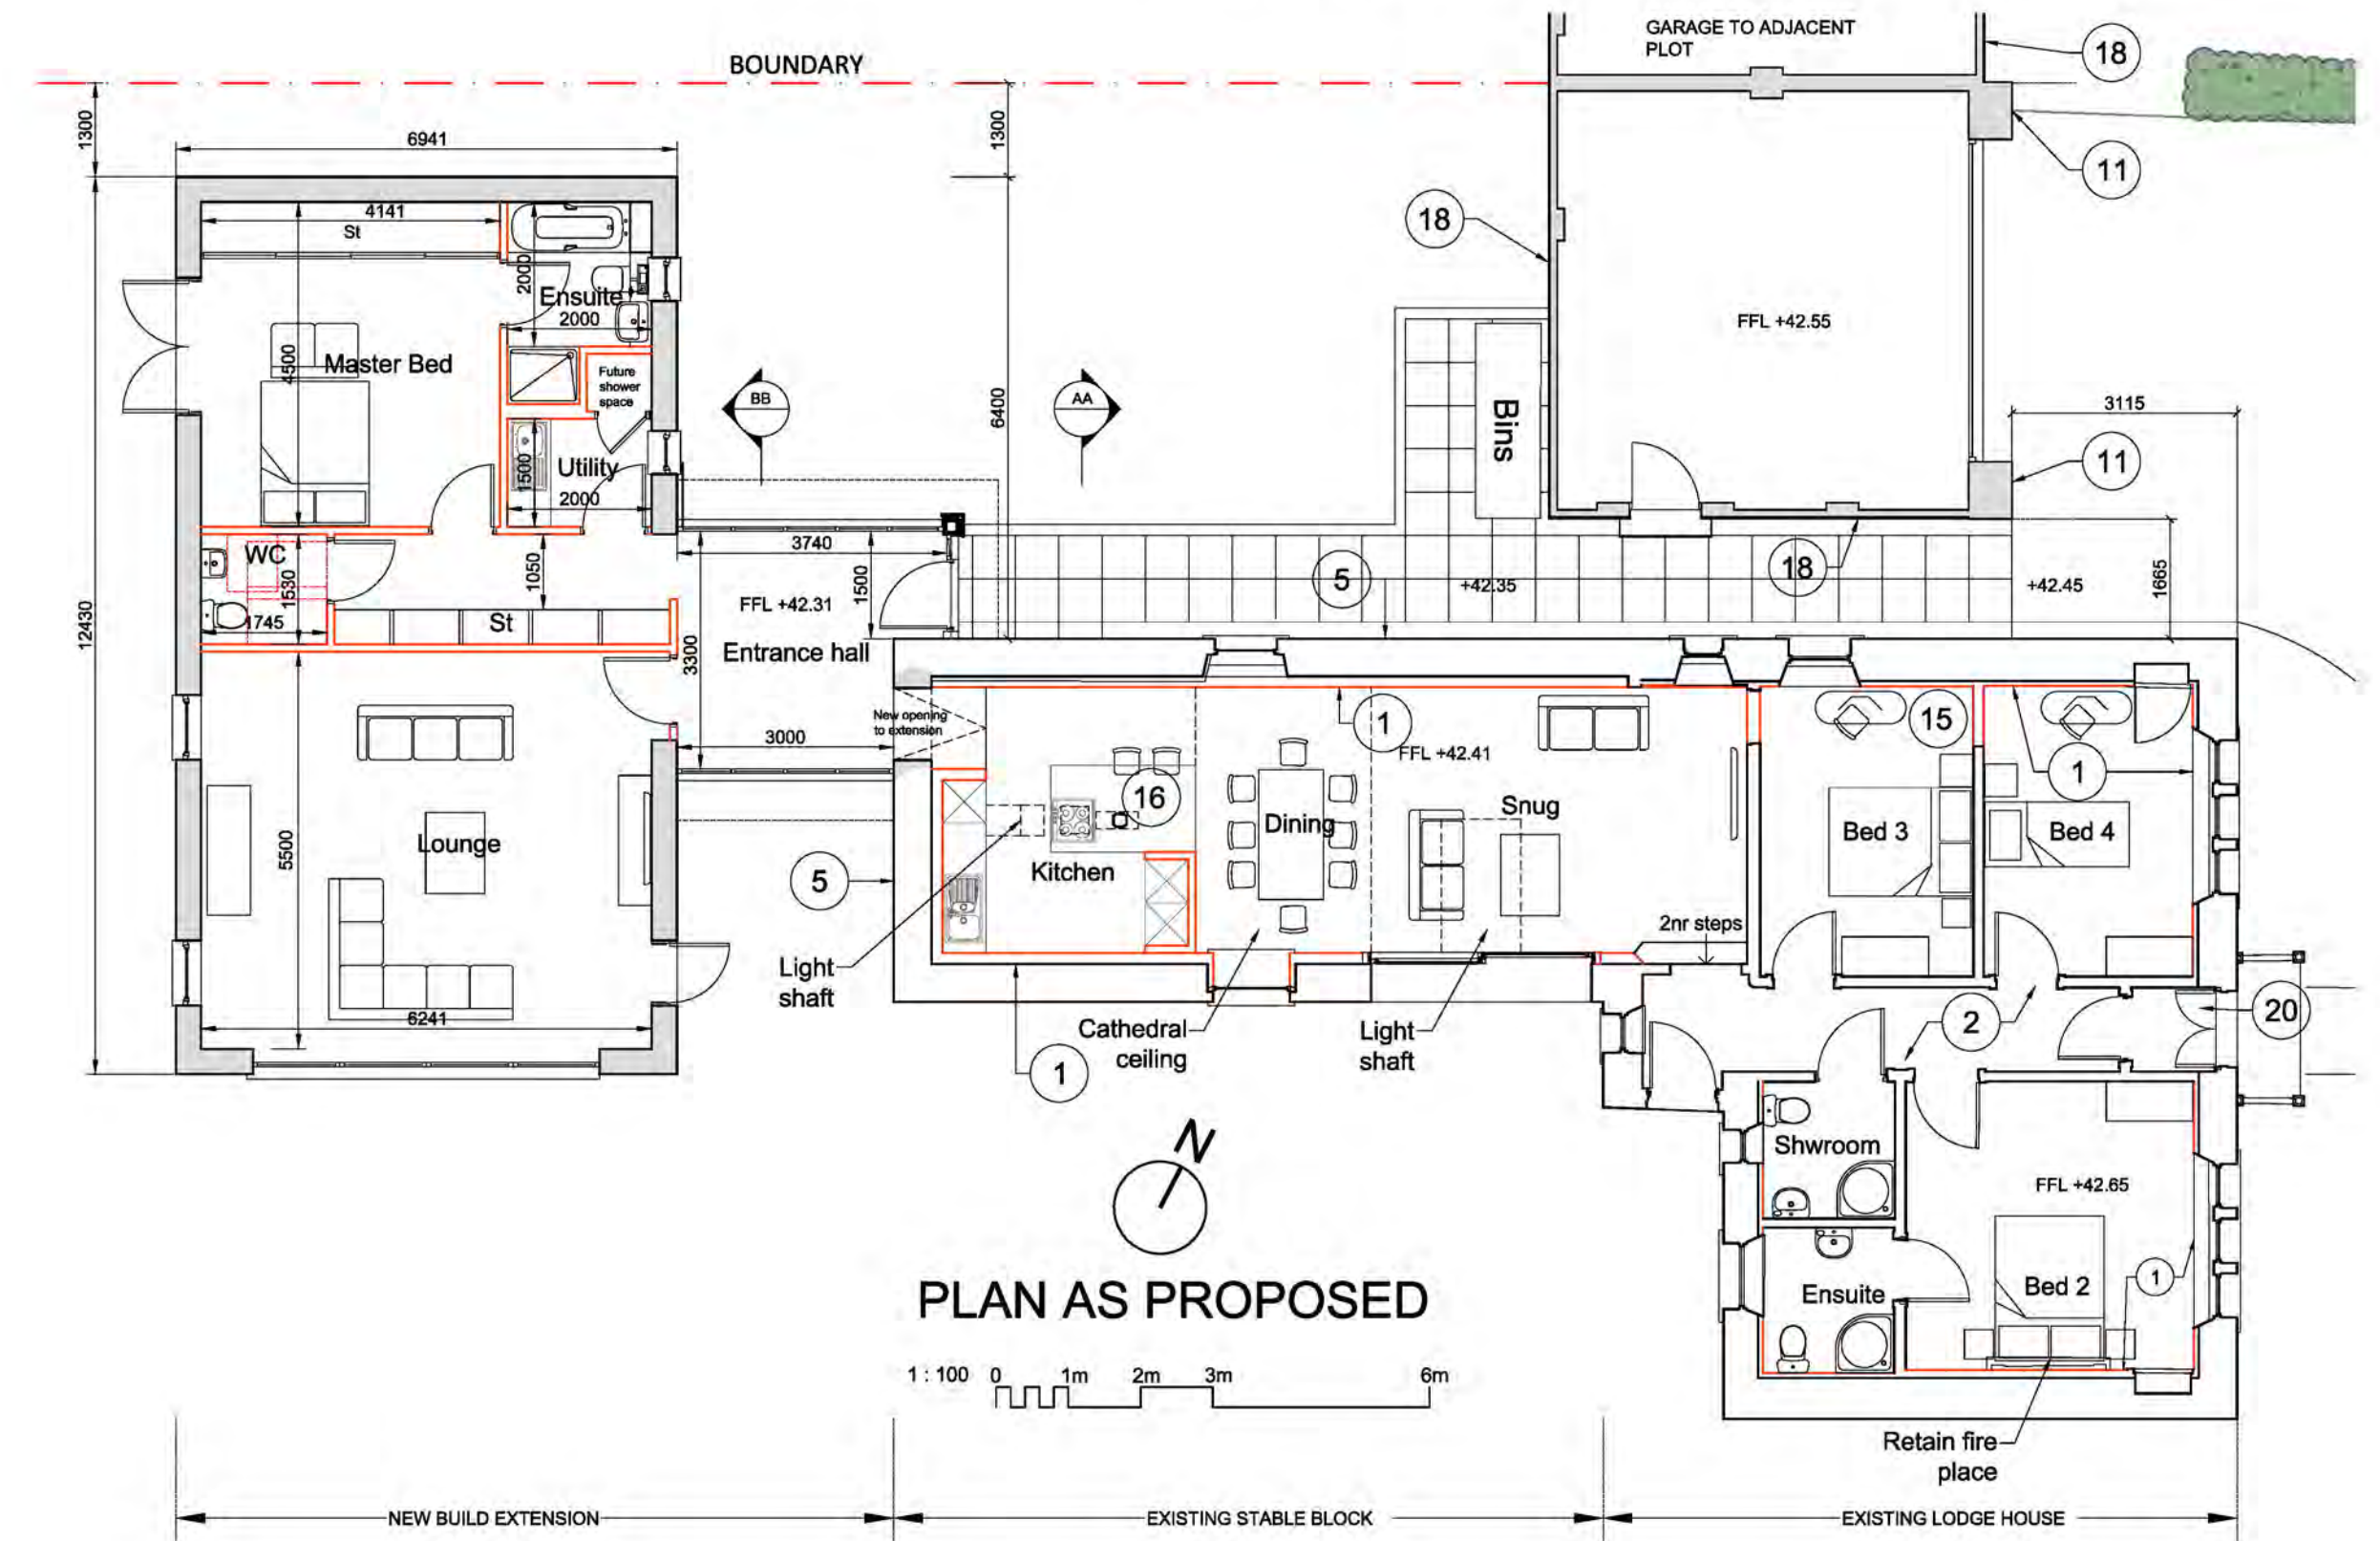 GARAGE TO ADJACENT
PLOT
18
BOUNDARY
1300
1300
6941
11
4141
St
18
2000
Ensuite
2000
FFL +42.55
4500
Master Bed
Future
shower
space
BB
AA
6400
Bins
3115
11
1500
Utility
2000
WC
1530
1745
1050
St
3740
1500
FFL +42.31
Entrance hall
3300
5
+42.35
18
+42.45
1665
12430
New opening
to extension
3000
1
FFL +42.41
15
1
16
Snug
Dining
Bed 3
Bed 4
Lounge
5500
Kitchen
5
2nr steps
Light
shaft
6241
Cathedral
ceiling
Light
shaft
2
20
1
N
Shwroom
FFL +42.65
Ensuite
Bed 2
1
PLAN AS PROPOSED
1 : 100 0 1m 2m 3m 6m
Retain fire
place
NEW BUILD EXTENSION
EXISTING STABLE BLOCK
EXISTING LODGE HOUSE